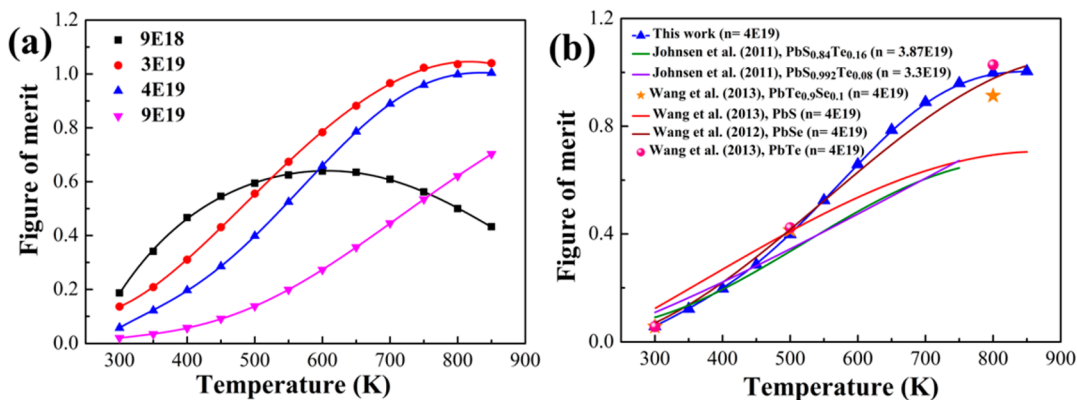 (a)
9E18
3E19
4E19
9E19
Figure of merit
1.2
1.0
0.8
0.6
0.4
0.2
0.0
300 400 500 600 700 800 900
Temperature (K)
(b)
This work (n= 4E19)
Johnsen et al. (2011), PbS0.84Te0.16 (n = 3.87E19)
Johnsen et al. (2011), PbS0.992Te0.08 (n = 3.3E19)
Wang et al. (2013), PbTe0.9Se0.1 (n= 4E19)
Wang et al. (2013), PbS (n= 4E19)
Wang et al. (2012), PbSe (n= 4E19)
Wang et al. (2013), PbTe (n= 4E19)
Figure of merit
1.2
0.8
0.4
0.0
300 400 500 600 700 800 900
Temperature (K)